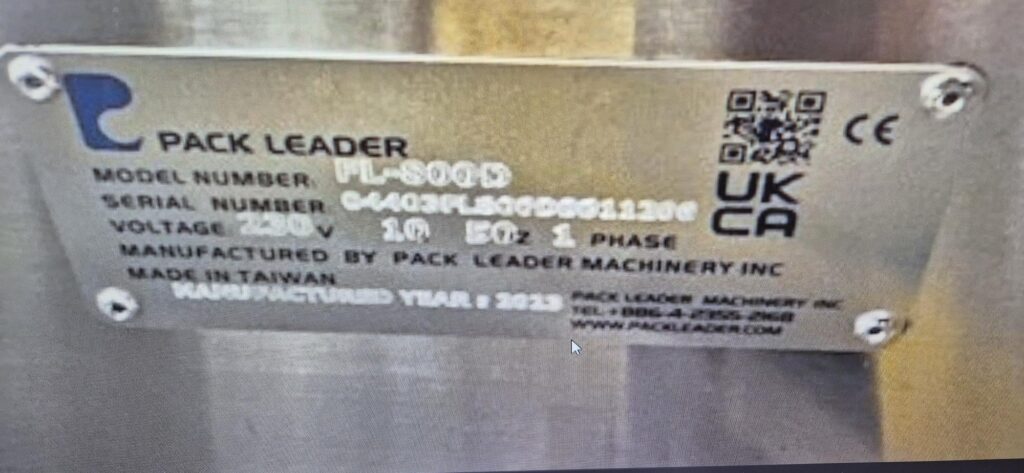 PACK LEADER
MODEL NUMBER
SERIAL NUMBER
VOLTAGE 230 V 10 50 z 1 PHASE
MANUFACTURED BY PACK LEADER MACHINERY INC
MADE IN TAIWAN
MANUFACTURED YEAR : 2023
PACK LEADER MACHINERY INC
TEL +886-4-2355-2168
WWW.PACKLEADER.COM
UK
CA
CE